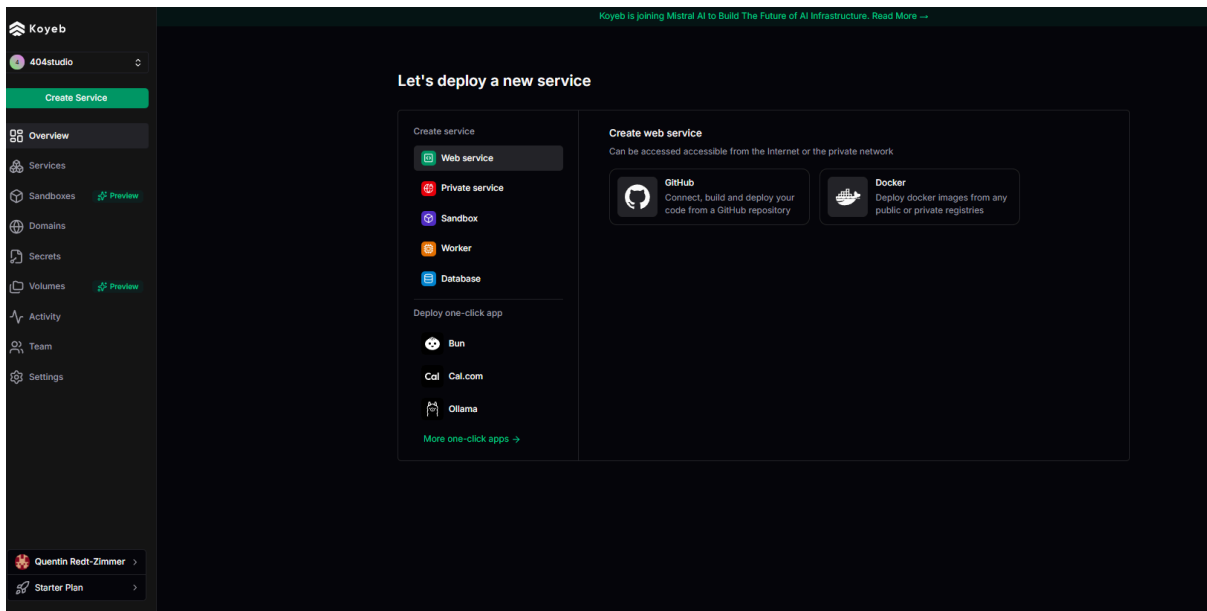 Koyeb is joining Mistral AI to Build The Future of AI Infrastructure. Read More →
Koyeb
4 404studio
Create Service
Overview
Services
Sandboxes Preview
Domains
Secrets
Volumes Preview
Activity
Team
Settings
Quentin Redt-Zimmer
Starter Plan
Let's deploy a new service
Create service
Web service
Private service
Sandbox
Worker
Database
Deploy one-click app
Bun
Cal Cal.com
Ollama
More one-click apps →
Create web service
Can be accessed accessible from the Internet or the private network
GitHub
Connect, build and deploy your
code from a GitHub repository
Docker
Deploy docker images from any
public or private registries